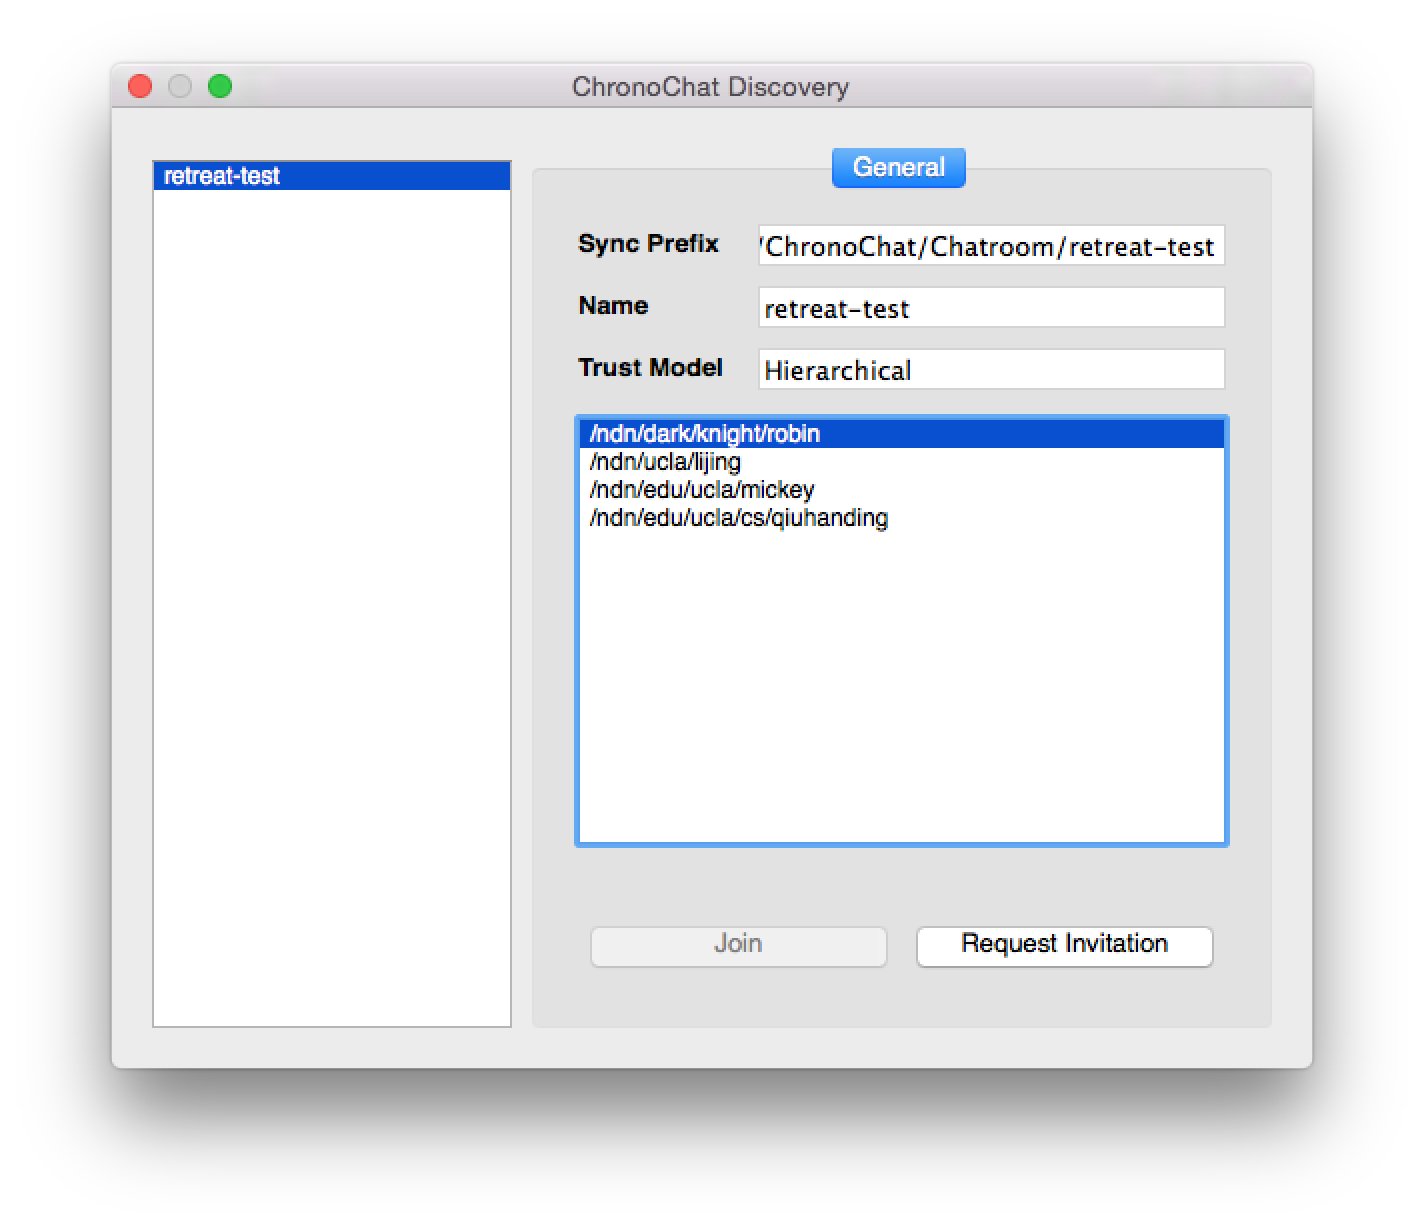 ChronoChat Discovery
retreat-test
General
Sync Prefix
/ChronoChat/Chatroom/retreat-test
Name
retreat-test
Trust Model
Hierarchical
/ndn/dark/knight/robin
/ndn/ucla/lijing
/ndn/edu/ucla/mickey
/ndn/edu/ucla/cs/qiuhanding
Join
Request Invitation